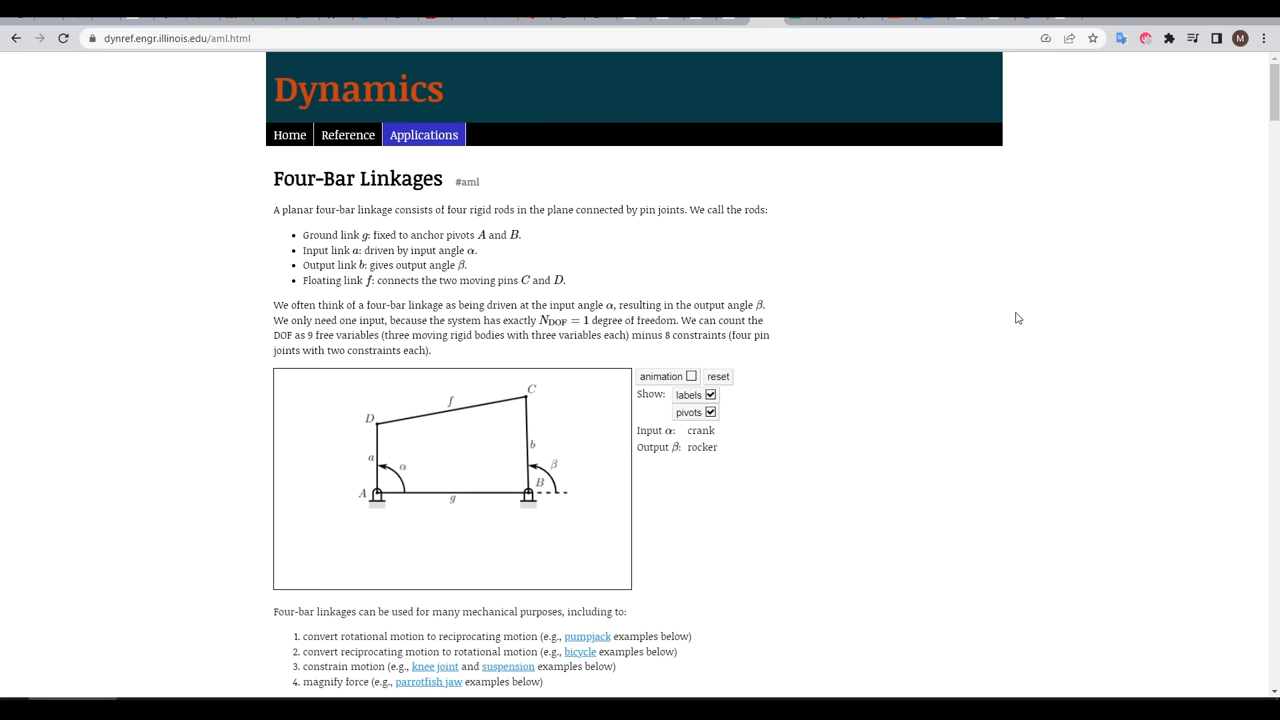 dynref.engr.illinois.edu/aml.html
M
Dynamics
Home Reference Applications
Four-Bar Linkages #aml
A planar four-bar linkage consists of four rigid rods in the plane connected by pin joints. We call the rods:
• Ground link g: fixed to anchor pivots A and B.
• Input link a: driven by input angle α.
• Output link b: gives output angle β.
• Floating link f: connects the two moving pins C and D.
We often think of a four-bar linkage as being driven at the input angle α, resulting in the output angle β.
We only need one input, because the system has exactly N_DOF = 1 degree of freedom. We can count the
DOF as 9 free variables (three moving rigid bodies with three variables each) minus 8 constraints (four pin
joints with two constraints each).
animation reset
Show: labels
pivots
Input α: crank
Output β: rocker
C
f
D
b
a
α
β
A
B
g
Four-bar linkages can be used for many mechanical purposes, including to:
1. convert rotational motion to reciprocating motion (e.g., pumpjack examples below)
2. convert reciprocating motion to rotational motion (e.g., bicycle examples below)
3. constrain motion (e.g., knee joint and suspension examples below)
4. magnify force (e.g., parrotfish jaw examples below)